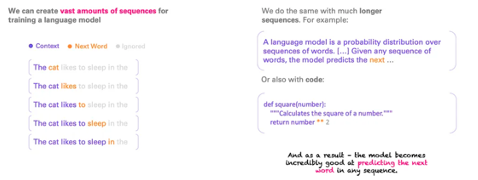 We can create vast amounts of sequences for
training a language model
Context Next Word Ignored
The cat likes to sleep in the
The cat likes to sleep in the
The cat likes to sleep in the
The cat likes to sleep in the
The cat likes to sleep in the
We do the same with much longer
sequences. For example:
A language model is a probability distribution over
sequences of words. [...] Given any sequence of
words, the model predicts the next ...
Or also with code:
def square(number):
"""Calculates the square of a number."""
return number ** 2
And as a result - the model becomes
incredibly good at predicting the next
word in any sequence.